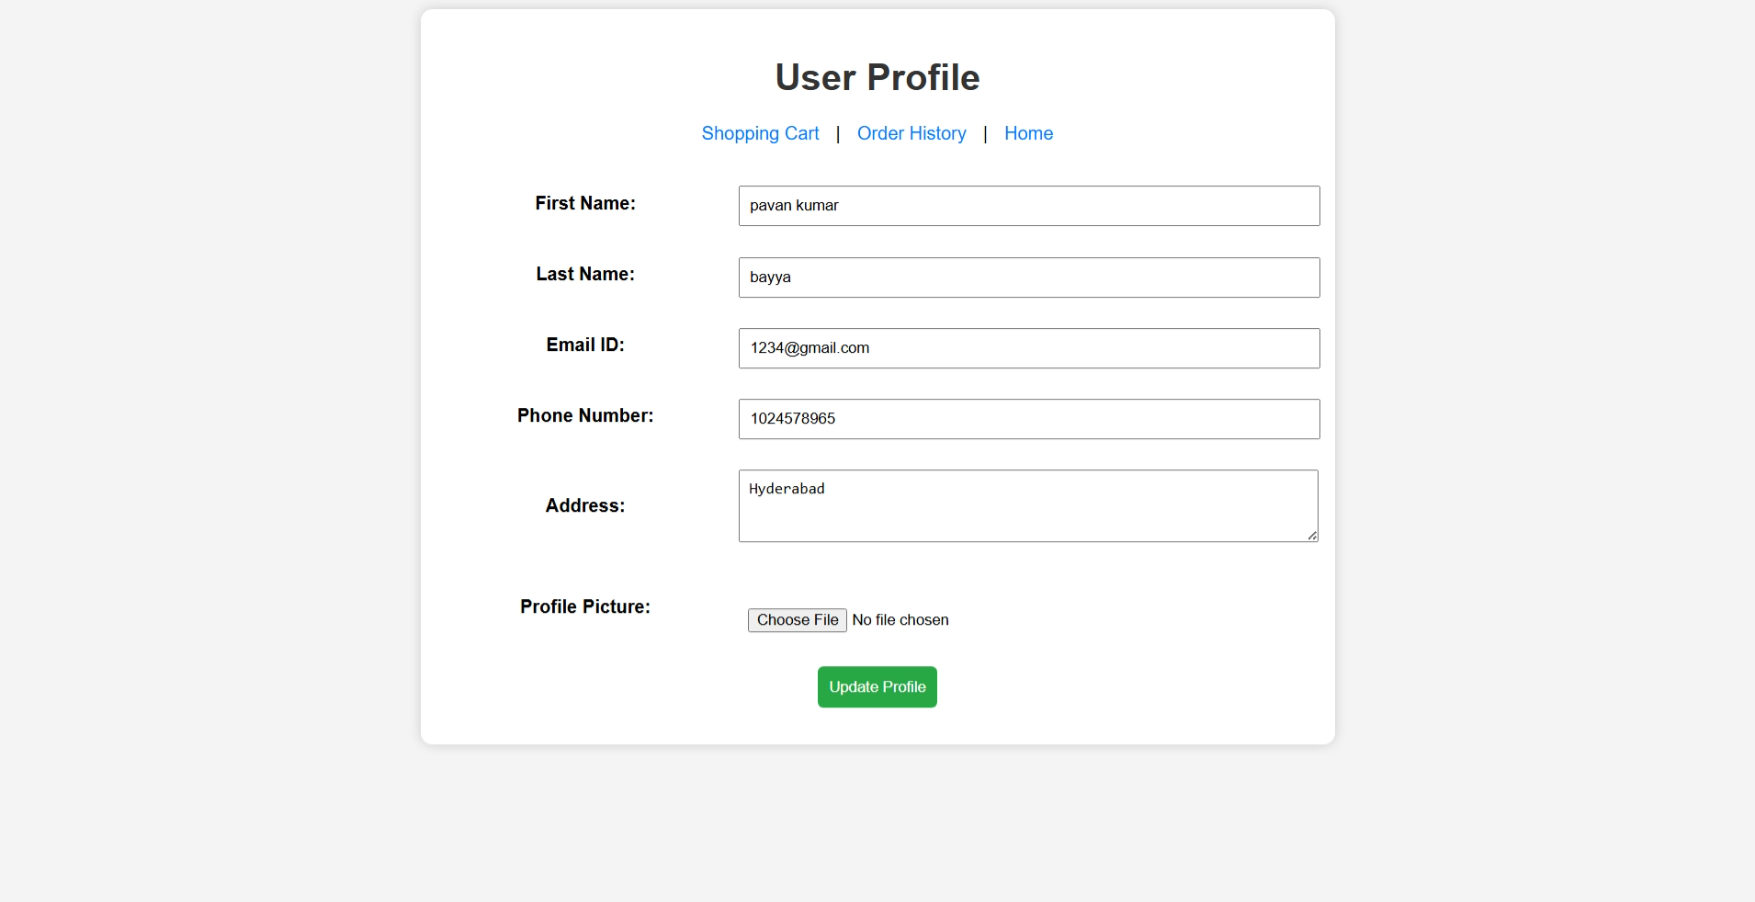 User Profile
Shopping Cart | Order History | Home
First Name: pavan kumar
Last Name: bayya
Email ID: 1234@gmail.com
Phone Number: 1024578965
Address: Hyderabad
Profile Picture: Choose File No file chosen
Update Profile